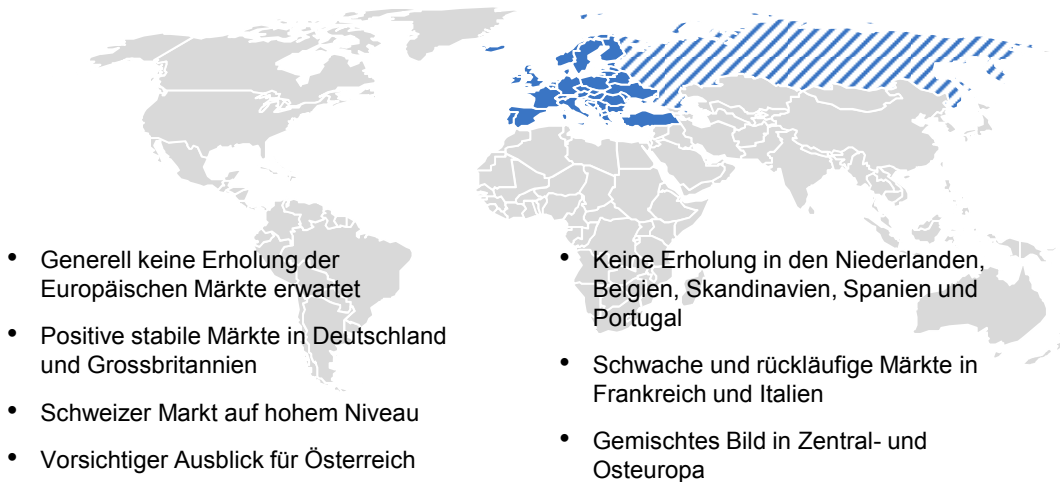 • Generell keine Erholung der
Europäischen Märkte erwartet
• Positive stabile Märkte in Deutschland
und Grossbritannien
• Schweizer Markt auf hohem Niveau
• Vorsichtiger Ausblick für Österreich
• Keine Erholung in den Niederlanden,
Belgien, Skandinavien, Spanien und
Portugal
• Schwache und rückläufige Märkte in
Frankreich und Italien
• Gemischtes Bild in Zentral- und
Osteuropa